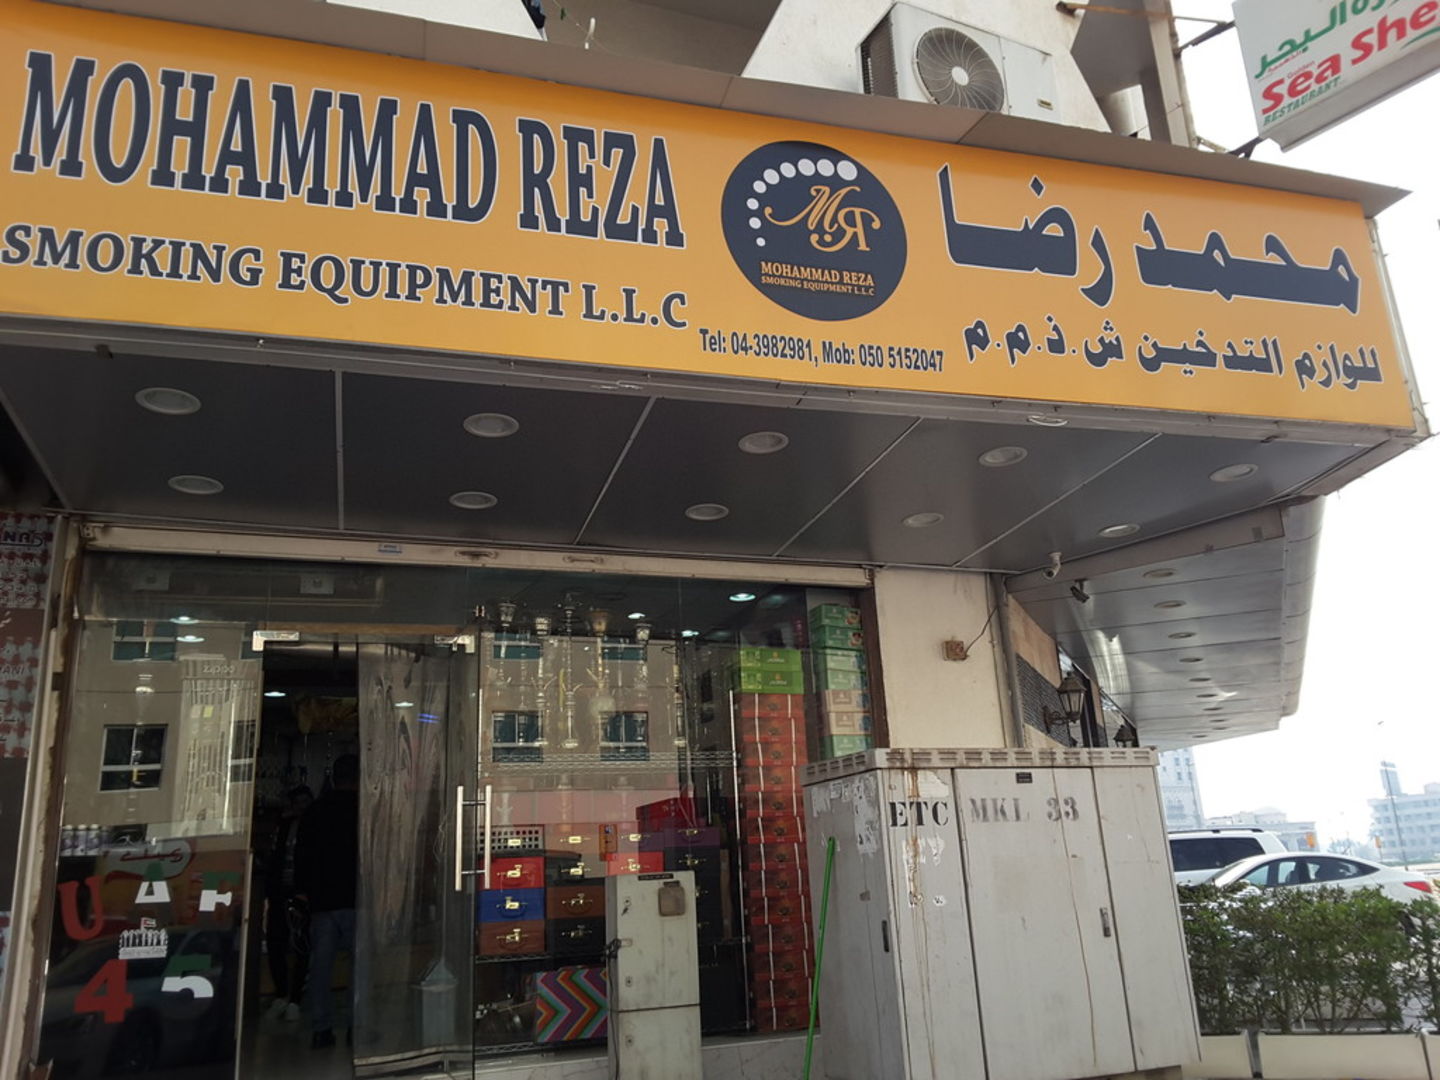 MOHAMMAD REZA
SMOKING EQUIPMENT L.L.C
M.R
MOHAMMAD REZA
SMOKING EQUIPMENT L.L.C
Tel: 04-3982981, Mob: 050 5152047
محمد رضا
للوازم التدخين ش.ذ.م.م
البحر
Golden
Sea She
RESTAURANT
ETC MKL 33
UAE
45